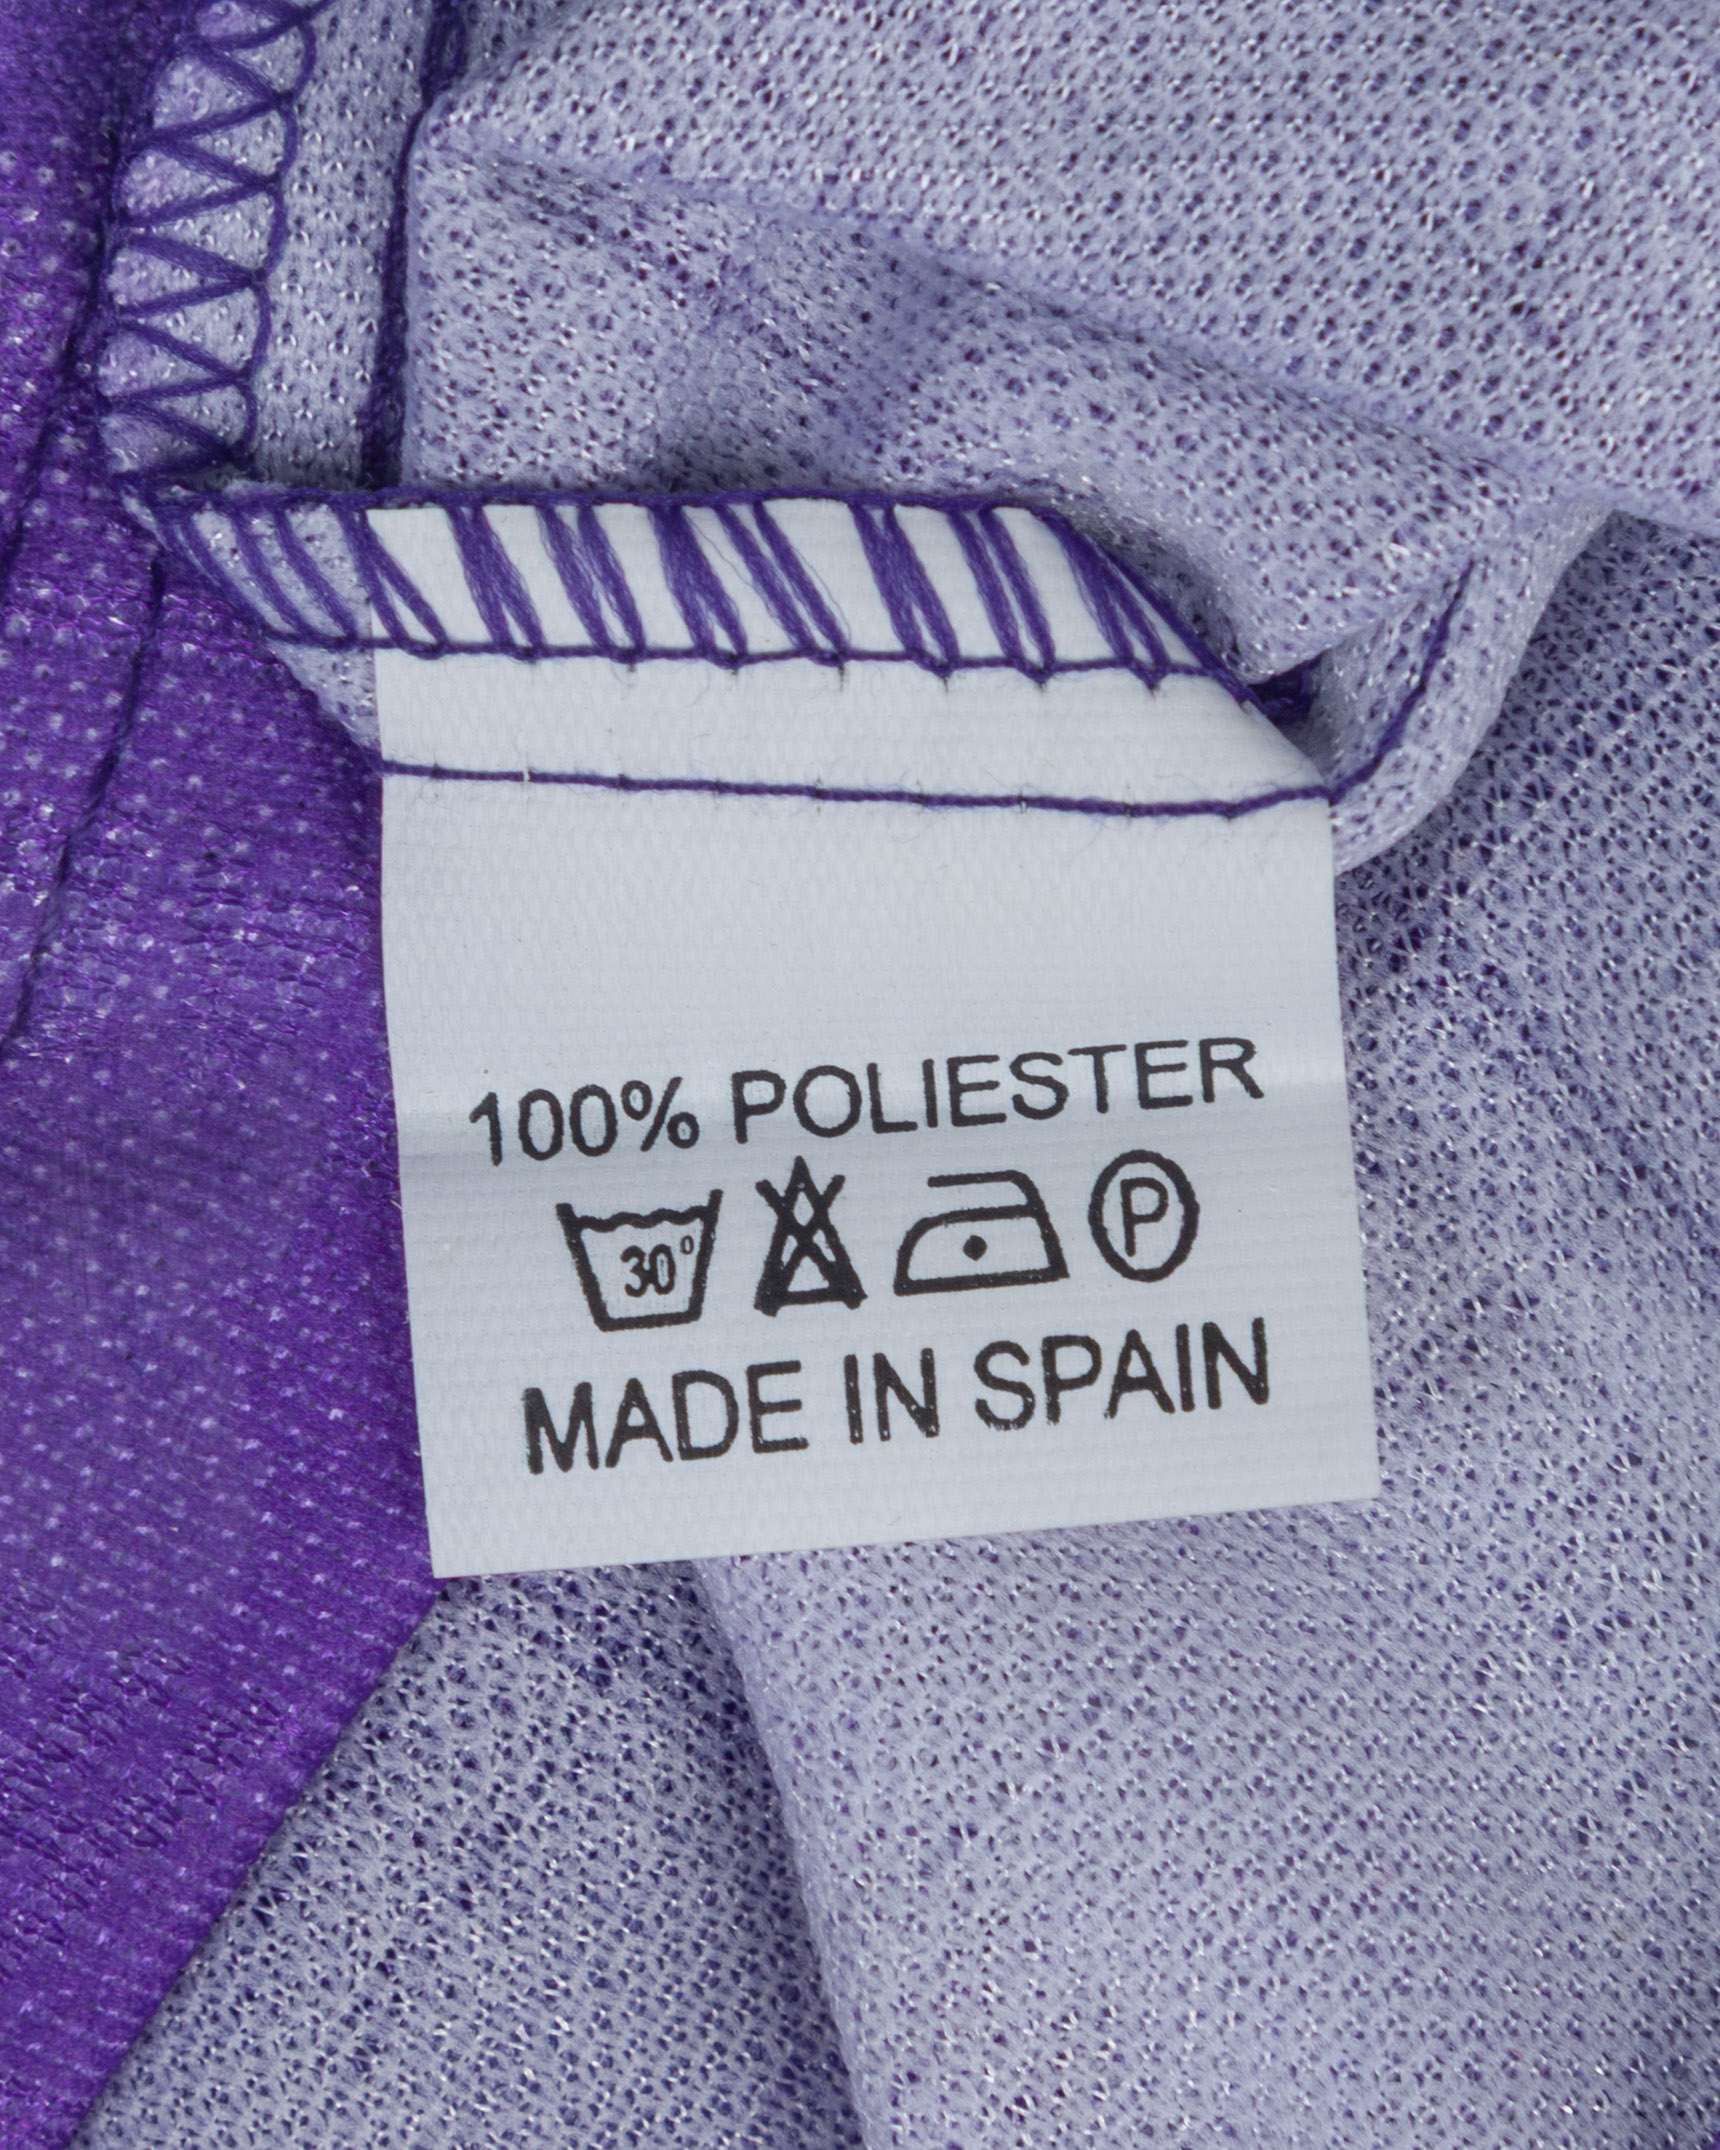 100% POLIESTER
30° P
MADE IN SPAIN